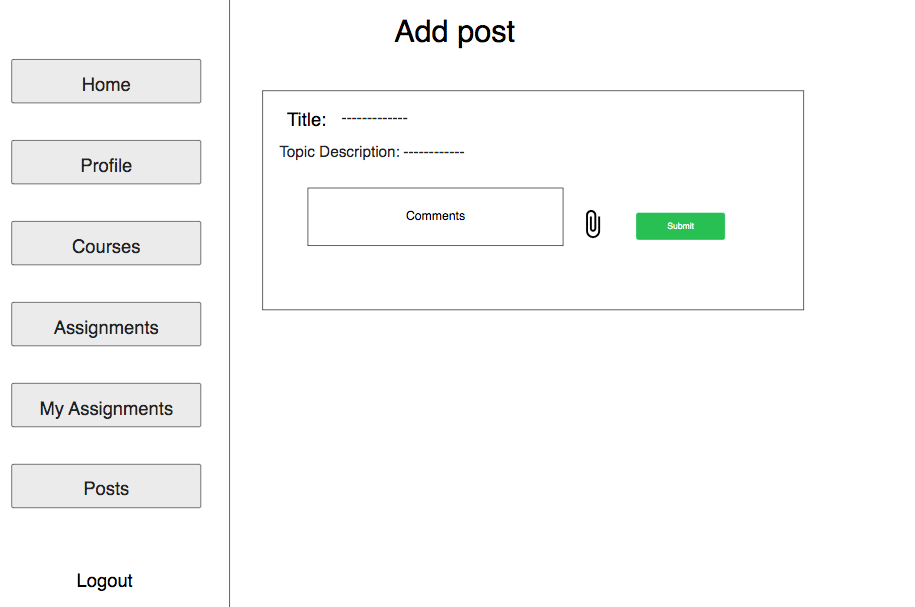 Add post
Home
Profile
Courses
Assignments
My Assignments
Posts
Logout
Title: -------------
Topic Description: ------------
Comments
Submit